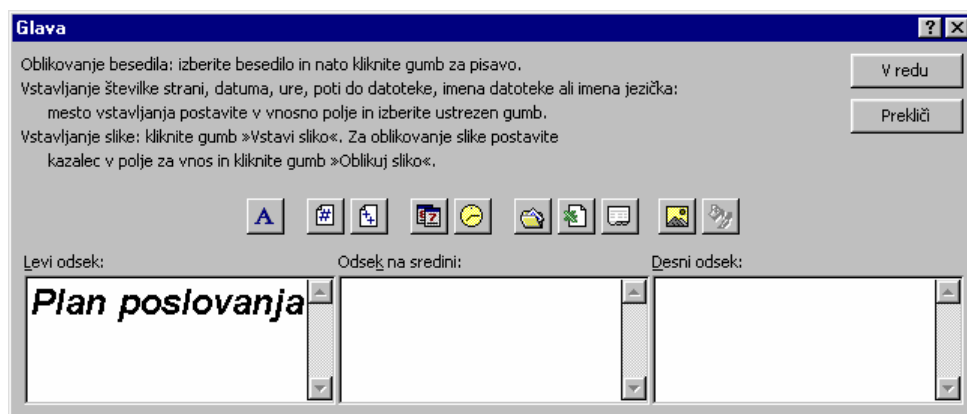 Glava
Oblikovanje besedila: izberite besedilo in nato kliknite gumb za pisavo.
Vstavljanje številke strani, datuma, ure, poti do datoteke, imena datoteke ali imena jezička:
mesto vstavljanja postavite v vnosno polje in izberite ustrezen gumb.
Vstavljanje slike: kliknite gumb »Vstavi sliko«. Za oblikovanje slike postavite
kazalec v polje za vnos in kliknite gumb »Oblikuj sliko«.
V redu
Prekliči
Levi odsek:
Odsek na sredini:
Desni odsek:
Plan poslovanja